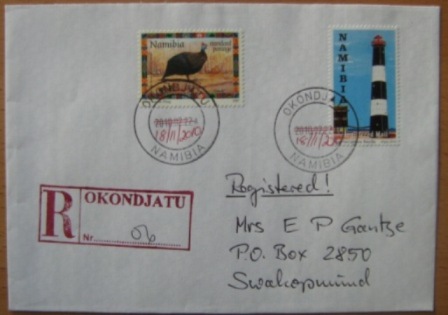 Namibia
NAMIBIA
OKONDJATU
18/11/2010
NAMIBIA
OKONDJATU
18/11/2010
NAMIBIA
R
OKONDJATU
Nr.
Registered!
Mrs E P Gantze
P.O. Box 2850
Swakopmund